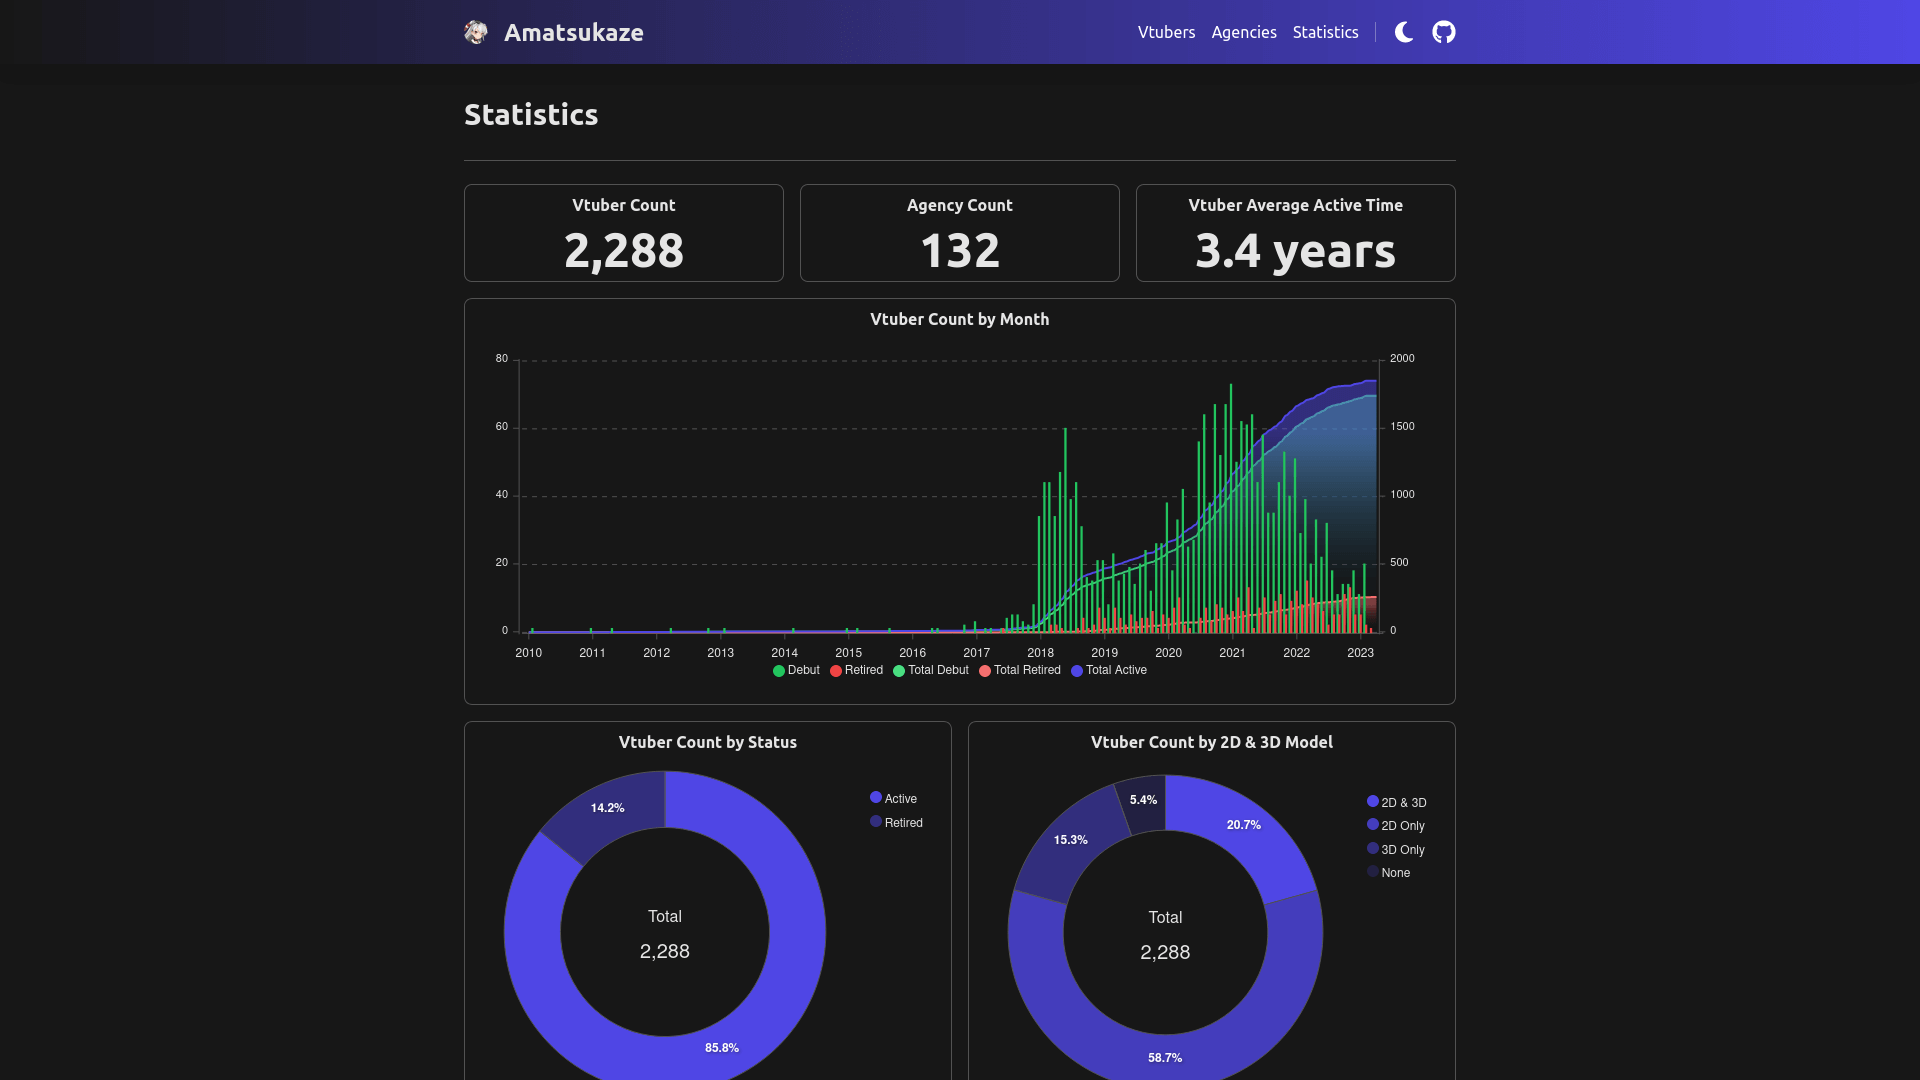 Amatsukaze
Vtubers Agencies Statistics
Statistics
Vtuber Count
2,288
Agency Count
132
Vtuber Average Active Time
3.4 years
Vtuber Count by Month
80 2000
60 1500
40 1000
20 500
0 0
2010 2011 2012 2013 2014 2015 2016 2017 2018 2019 2020 2021 2022 2023
Debut Retired Total Debut Total Retired Total Active
Vtuber Count by Status
14.2%
Active
Retired
Total
2,288
85.8%
Vtuber Count by 2D & 3D Model
5.4%
20.7%
15.3%
2D & 3D
2D Only
3D Only
None
Total
2,288
58.7%